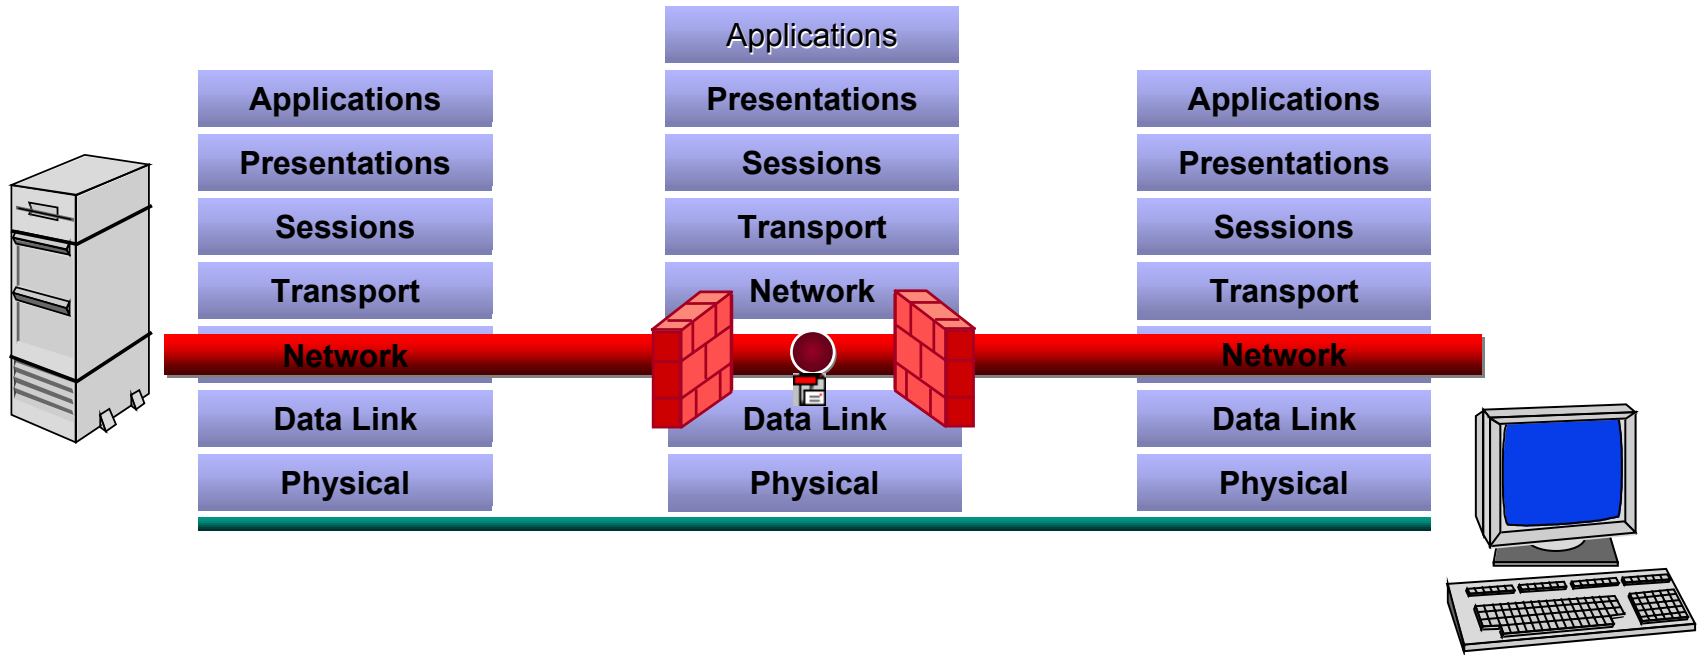 Applications
Presentations
Sessions
Transport
Network
Data Link
Physical
Applications
Presentations
Sessions
Transport
Network
Data Link
Physical
Applications
Presentations
Sessions
Transport
Network
Data Link
Physical